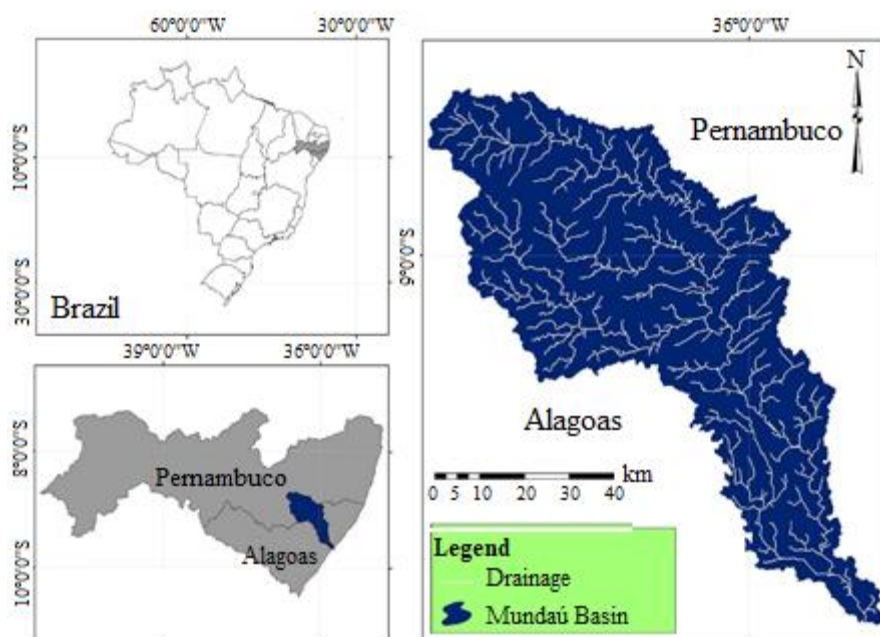 60°0'0"W 30°0'0"W
10°0'0"S
30°0'0"S
Brazil
39°0'0"W 36°0'0"W
8°0'0"S
10°0'0"S
Pernambuco
Alagoas
36°0'0"W
9°0'0"S
N
Pernambuco
Alagoas
km
0 5 10 20 30 40
Legend
Drainage
Mundaú Basin